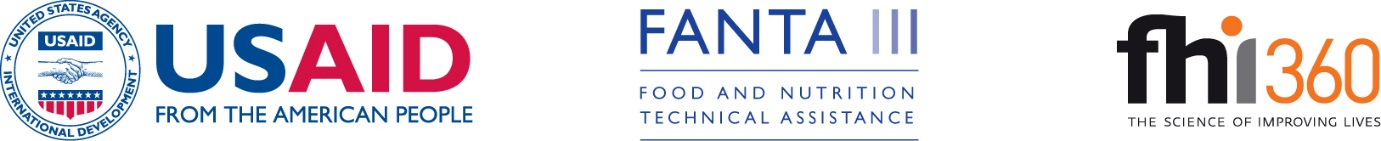 UNITED STATES AGENCY
USAID
INTERNATIONAL DEVELOPMENT
USAID
FROM THE AMERICAN PEOPLE
FANTA III
FOOD AND NUTRITION
TECHNICAL ASSISTANCE
fhi360
THE SCIENCE OF IMPROVING LIVES